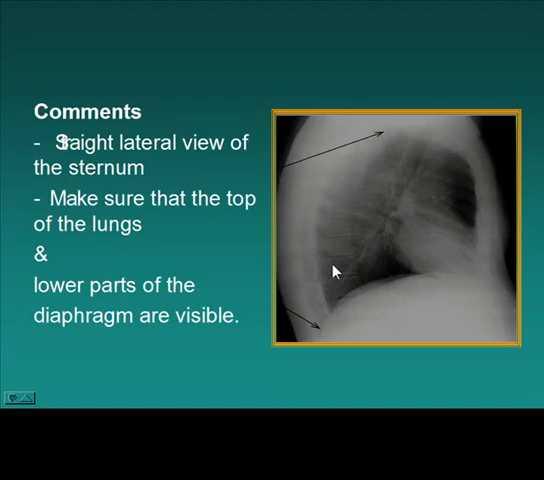 Comments
- Straight lateral view of
the sternum
- Make sure that the top
of the lungs
&
lower parts of the
diaphragm are visible.